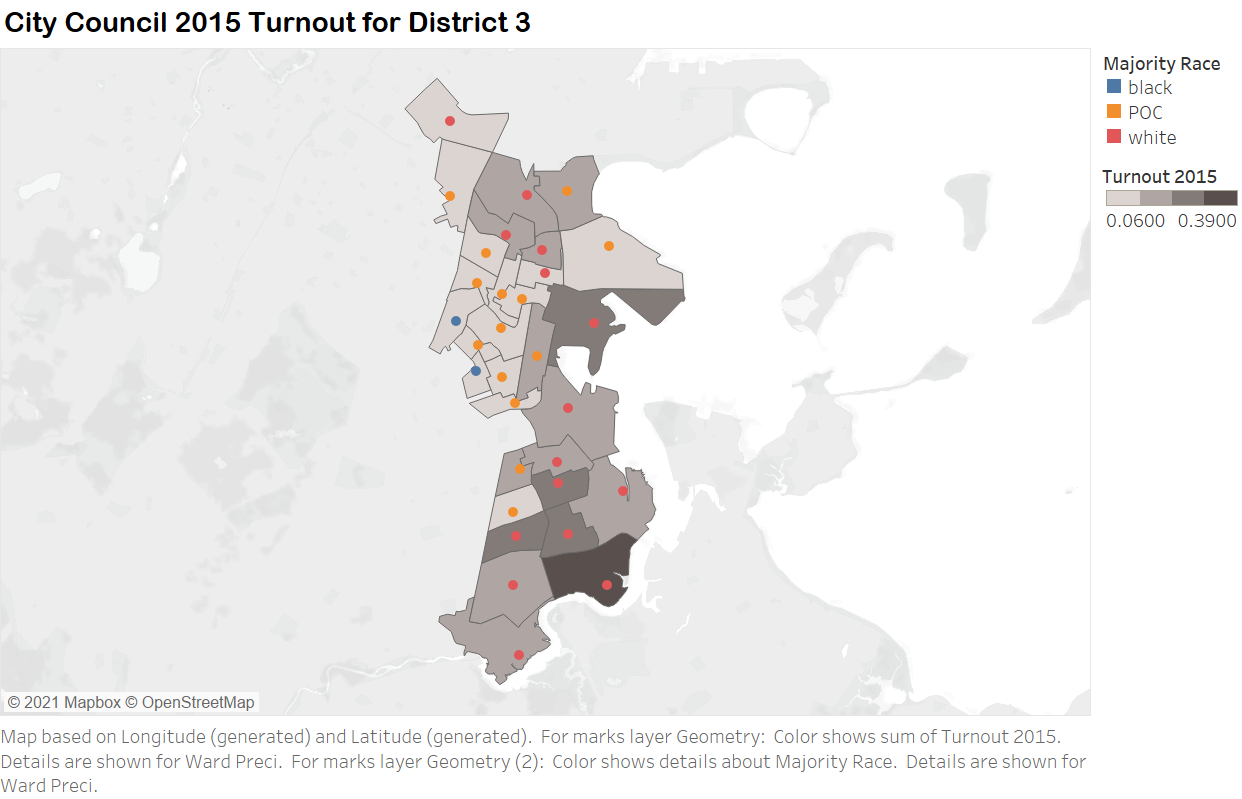 City Council 2015 Turnout for District 3
Majority Race
black
POC
white
Turnout 2015
0.0600 0.3900
© 2021 Mapbox © OpenStreetMap
Map based on Longitude (generated) and Latitude (generated).  For marks layer Geometry:  Color shows sum of Turnout 2015.
Details are shown for Ward Preci.  For marks layer Geometry (2):  Color shows details about Majority Race.  Details are shown for
Ward Preci.